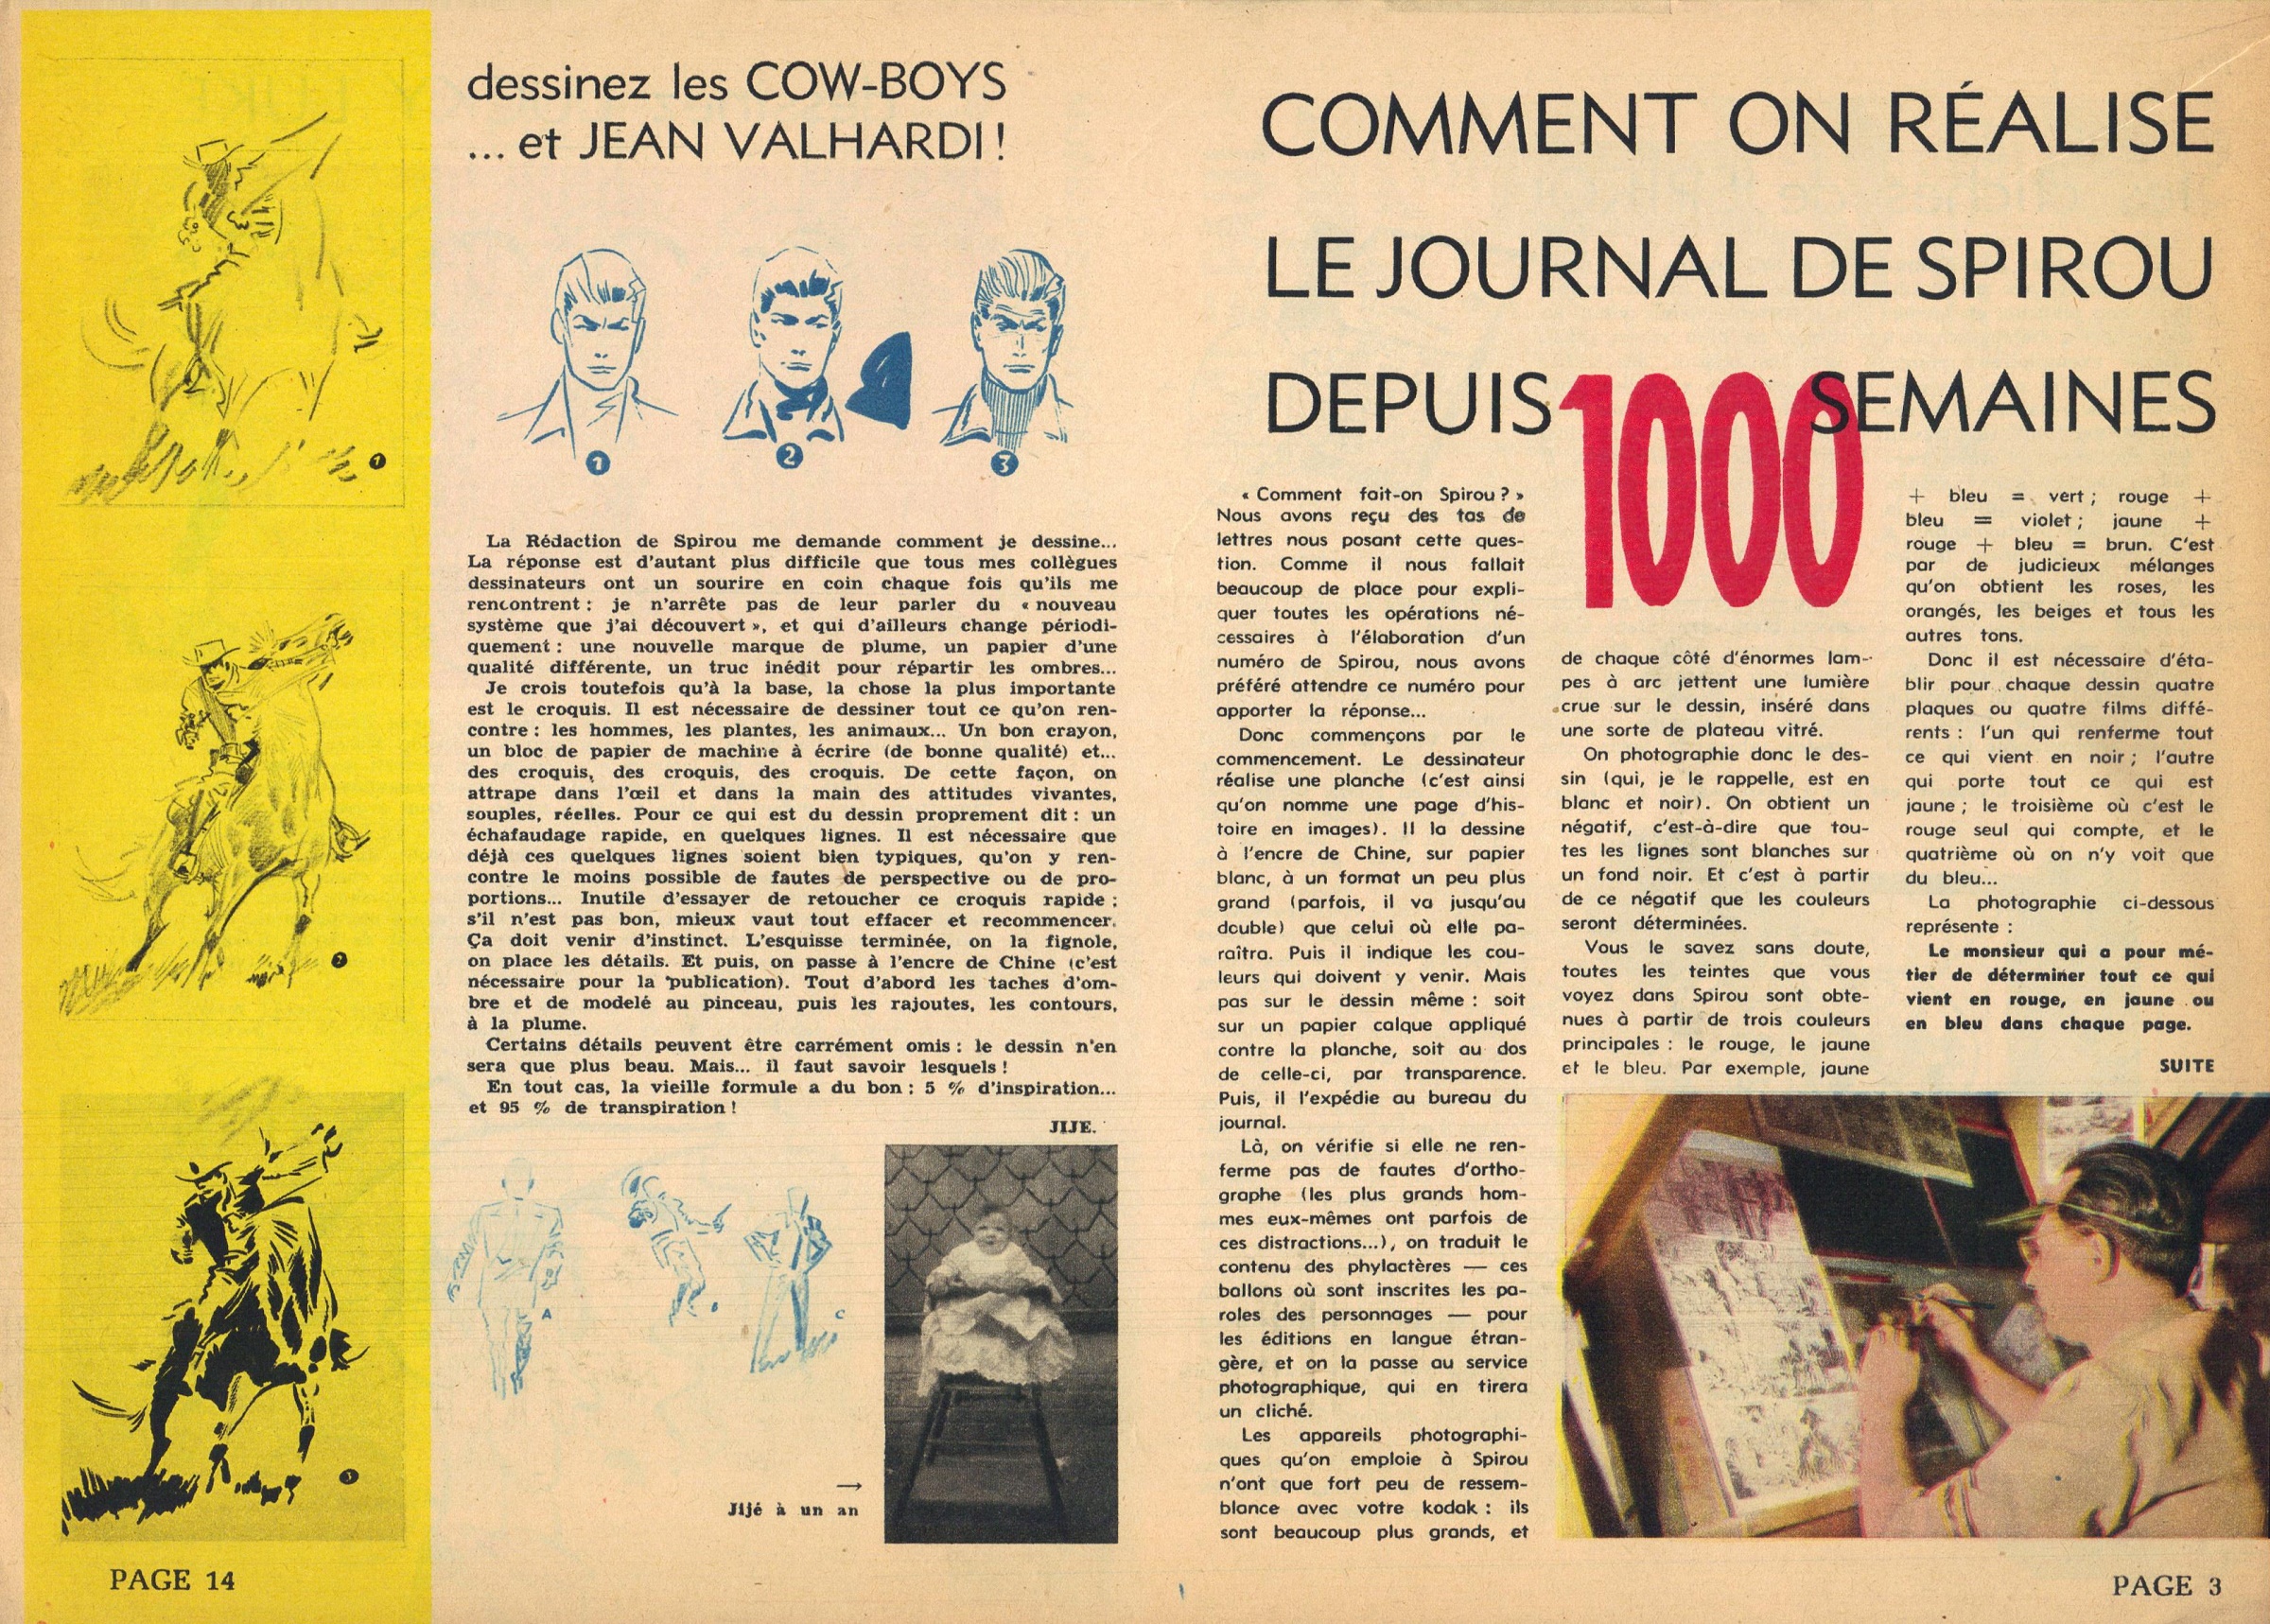 dessinez les COW-BOYS
... et JEAN VALHARDI !
1
2
3
1
2
3
La Rédaction de Spirou me demande comment je dessine...
La réponse est d'autant plus difficile que tous mes collègues
dessinateurs ont un sourire en coin chaque fois qu'ils me
rencontrent : je n'arrête pas de leur parler du « nouveau
système que j'ai découvert », et qui d'ailleurs change périodi-
quement : une nouvelle marque de plume, un papier d'une
qualité différente, un truc inédit pour répartir les ombres...
Je crois toutefois qu'à la base, la chose la plus importante
est le croquis. Il est nécessaire de dessiner tout ce qu'on ren-
contre : les hommes, les plantes, les animaux... Un bon crayon,
un bloc de papier de machine à écrire (de bonne qualité) et...
des croquis, des croquis, des croquis. De cette façon, on
attrape dans l'œil et dans la main des attitudes vivantes,
souples, réelles. Pour ce qui est du dessin proprement dit : un
échafaudage rapide, en quelques lignes. Il est nécessaire que
déjà ces quelques lignes soient bien typiques, qu'on y ren-
contre le moins possible de fautes de perspective ou de pro-
portions... Inutile d'essayer de retoucher ce croquis rapide :
s'il n'est pas bon, mieux vaut tout effacer et recommencer.
Ça doit venir d'instinct. L'esquisse terminée, on la fignole,
on place les détails. Et puis, on passe à l'encre de Chine (c'est
nécessaire pour la publication). Tout d'abord les taches d'om-
bre et de modelé au pinceau, puis les rajoutes, les contours,
à la plume.
Certains détails peuvent être carrément omis : le dessin n'en
sera que plus beau. Mais... il faut savoir lesquels !
En tout cas, la vieille formule a du bon : 5 % d'inspiration...
et 95 % de transpiration !
JIJE.
A
C
→
Jijé à un an
PAGE 14
COMMENT ON RÉALISE
LE JOURNAL DE SPIROU
DEPUIS 1000 SEMAINES
« Comment fait-on Spirou ? »
Nous avons reçu des tas de
lettres nous posant cette ques-
tion. Comme il nous fallait
beaucoup de place pour expli-
quer toutes les opérations né-
cessaires à l'élaboration d'un
numéro de Spirou, nous avons
préféré attendre ce numéro pour
apporter la réponse...
Donc commençons par le
commencement. Le dessinateur
réalise une planche (c'est ainsi
qu'on nomme une page d'his-
toire en images). Il la dessine
à l'encre de Chine, sur papier
blanc, à un format un peu plus
grand (parfois, il va jusqu'au
double) que celui où elle pa-
raîtra. Puis il indique les cou-
leurs qui doivent y venir. Mais
pas sur le dessin même : soit
sur un papier calque appliqué
contre la planche, soit au dos
de celle-ci, par transparence.
Puis, il l'expédie au bureau du
journal.
Là, on vérifie si elle ne ren-
ferme pas de fautes d'ortho-
graphe (les plus grands hom-
mes eux-mêmes ont parfois de
ces distractions...), on traduit le
contenu des phylactères — ces
ballons où sont inscrites les pa-
roles des personnages — pour
les éditions en langue étran-
gère, et on la passe au service
photographique, qui en tirera
un cliché.
Les appareils photographi-
ques qu'on emploie à Spirou
n'ont que fort peu de ressem-
blance avec votre kodak : ils
sont beaucoup plus grands, et
de chaque côté d'énormes lam-
pes à arc jettent une lumière
crue sur le dessin, inséré dans
une sorte de plateau vitré.
On photographie donc le des-
sin (qui, je le rappelle, est en
blanc et noir). On obtient un
négatif, c'est-à-dire que tou-
tes les lignes sont blanches sur
un fond noir. Et c'est à partir
de ce négatif que les couleurs
seront déterminées.
Vous le savez sans doute,
toutes les teintes que vous
voyez dans Spirou sont obte-
nues à partir de trois couleurs
principales : le rouge, le jaune
et le bleu. Par exemple, jaune
+ bleu = vert ; rouge +
bleu = violet ; jaune +
rouge + bleu = brun. C'est
par de judicieux mélanges
qu'on obtient les roses, les
orangés, les beiges et tous les
autres tons.
Donc il est nécessaire d'éta-
blir pour chaque dessin quatre
plaques ou quatre films diffé-
rents : l'un qui renferme tout
ce qui vient en noir ; l'autre
qui porte tout ce qui est
jaune ; le troisième où c'est le
rouge seul qui compte, et le
quatrième où on n'y voit que
du bleu...
La photographie ci-dessous
représente :
Le monsieur qui a pour mé-
tier de déterminer tout ce qui
vient en rouge, en jaune ou
en bleu dans chaque page.
SUITE
PAGE 3